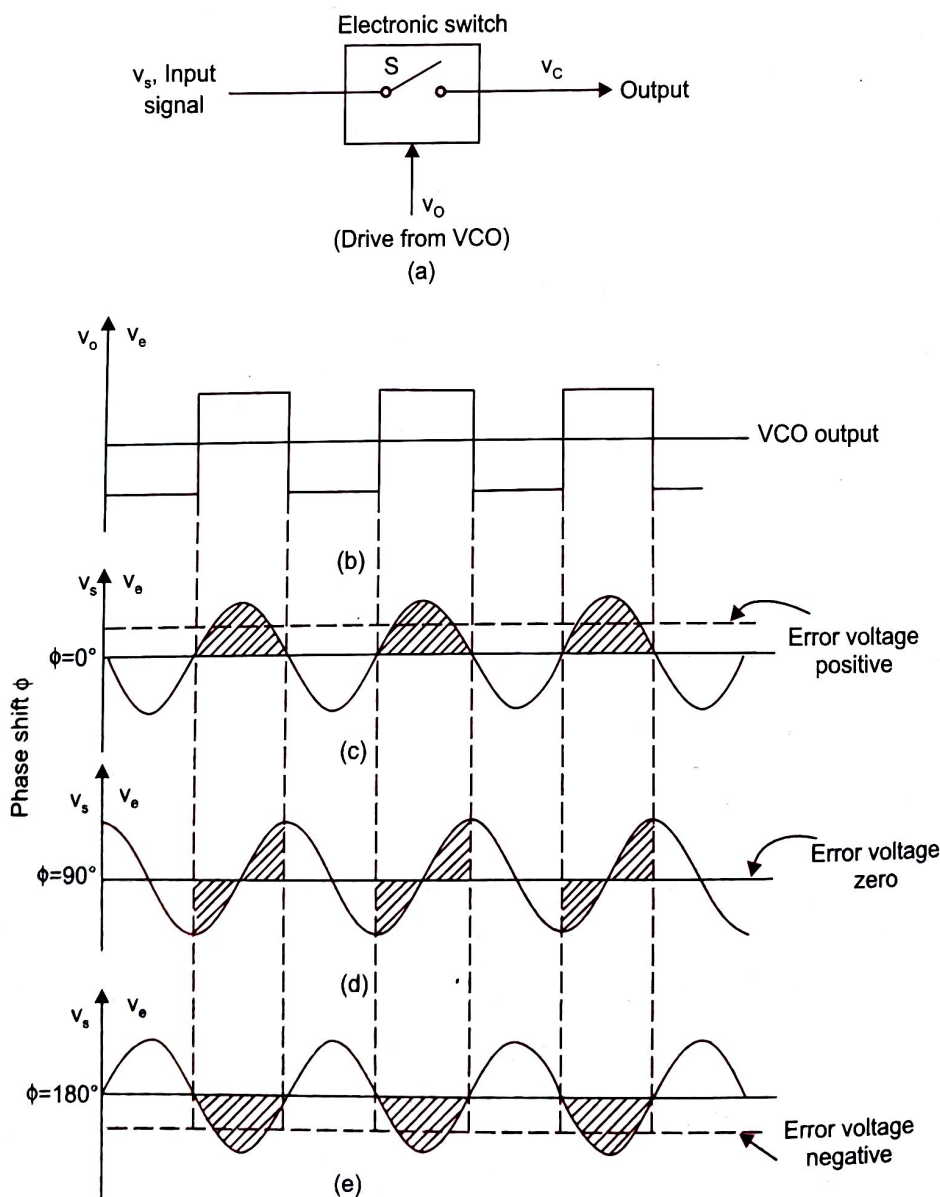 Electronic switch
S
v_s, Input
signal
v_C
Output
v_O
(Drive from VCO)
(a)
v_o v_e
VCO output
(b)
v_s v_e
Error voltage
positive
ϕ=0°
Phase shift ϕ
(c)
v_s v_e
Error voltage
zero
ϕ=90°
(d)
v_s v_e
ϕ=180°
Error voltage
negative
(e)